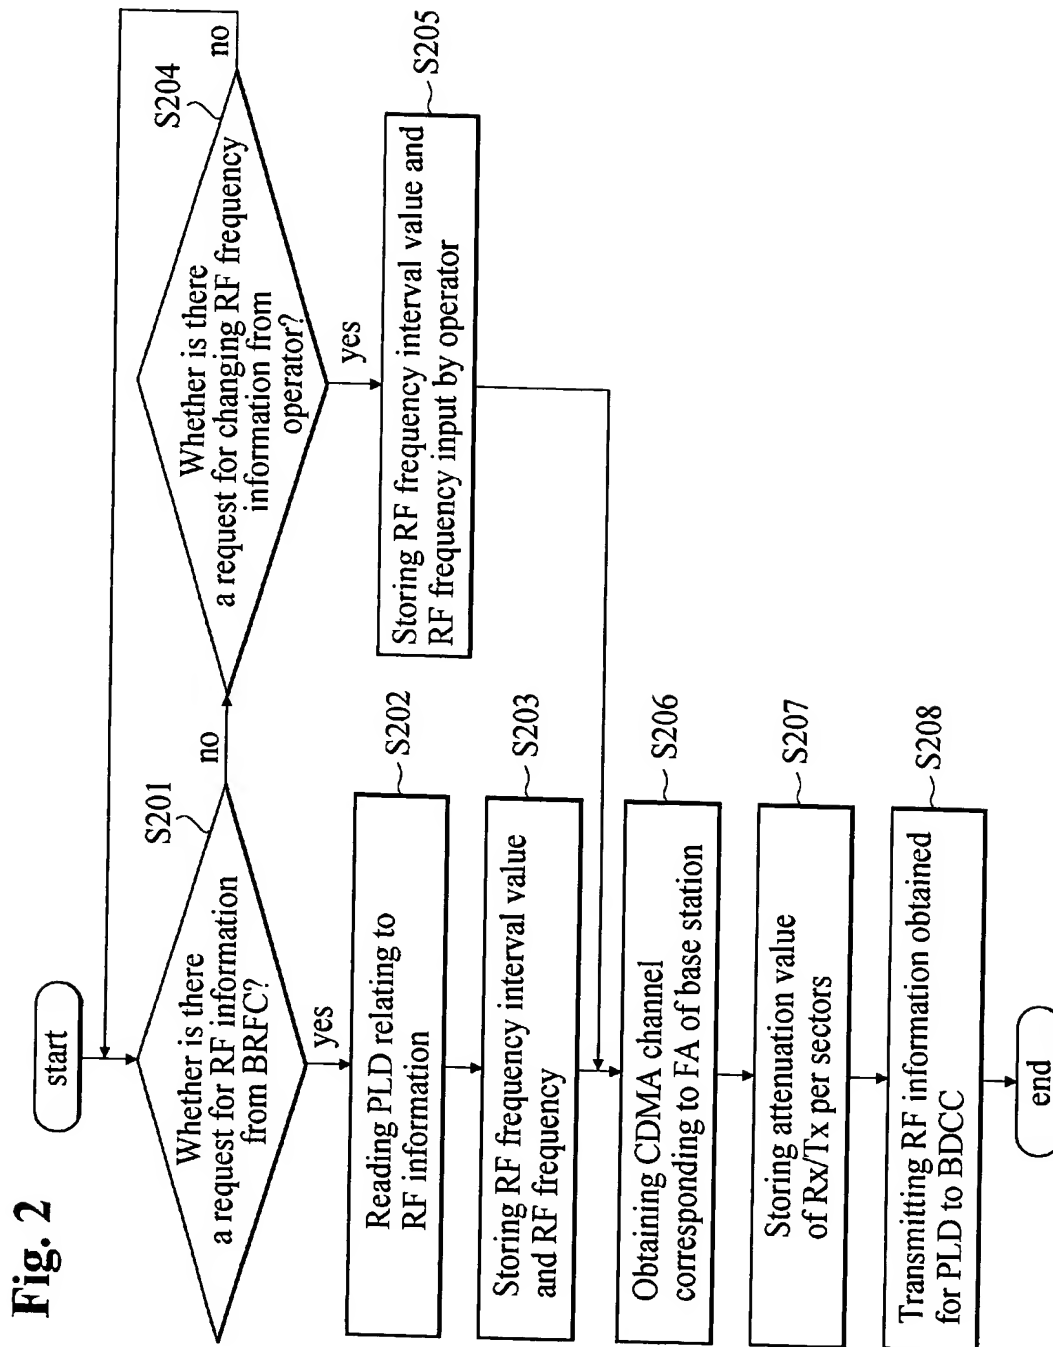 Fig. 2
start
Whether is there
a request for RF information
from BRFC?
S201
no
yes
Whether is there
a request for changing RF frequency
information from
operator?
S204
no
yes
Reading PLD relating to
RF information
S202
Storing RF frequency interval value
and RF frequency
S203
Storing RF frequency interval value and
RF frequency input by operator
S205
Obtaining CDMA channel
corresponding to FA of base station
S206
Storing attenuation value
of Rx/Tx per sectors
S207
Transmitting RF information obtained
for PLD to BDCC
S208
end